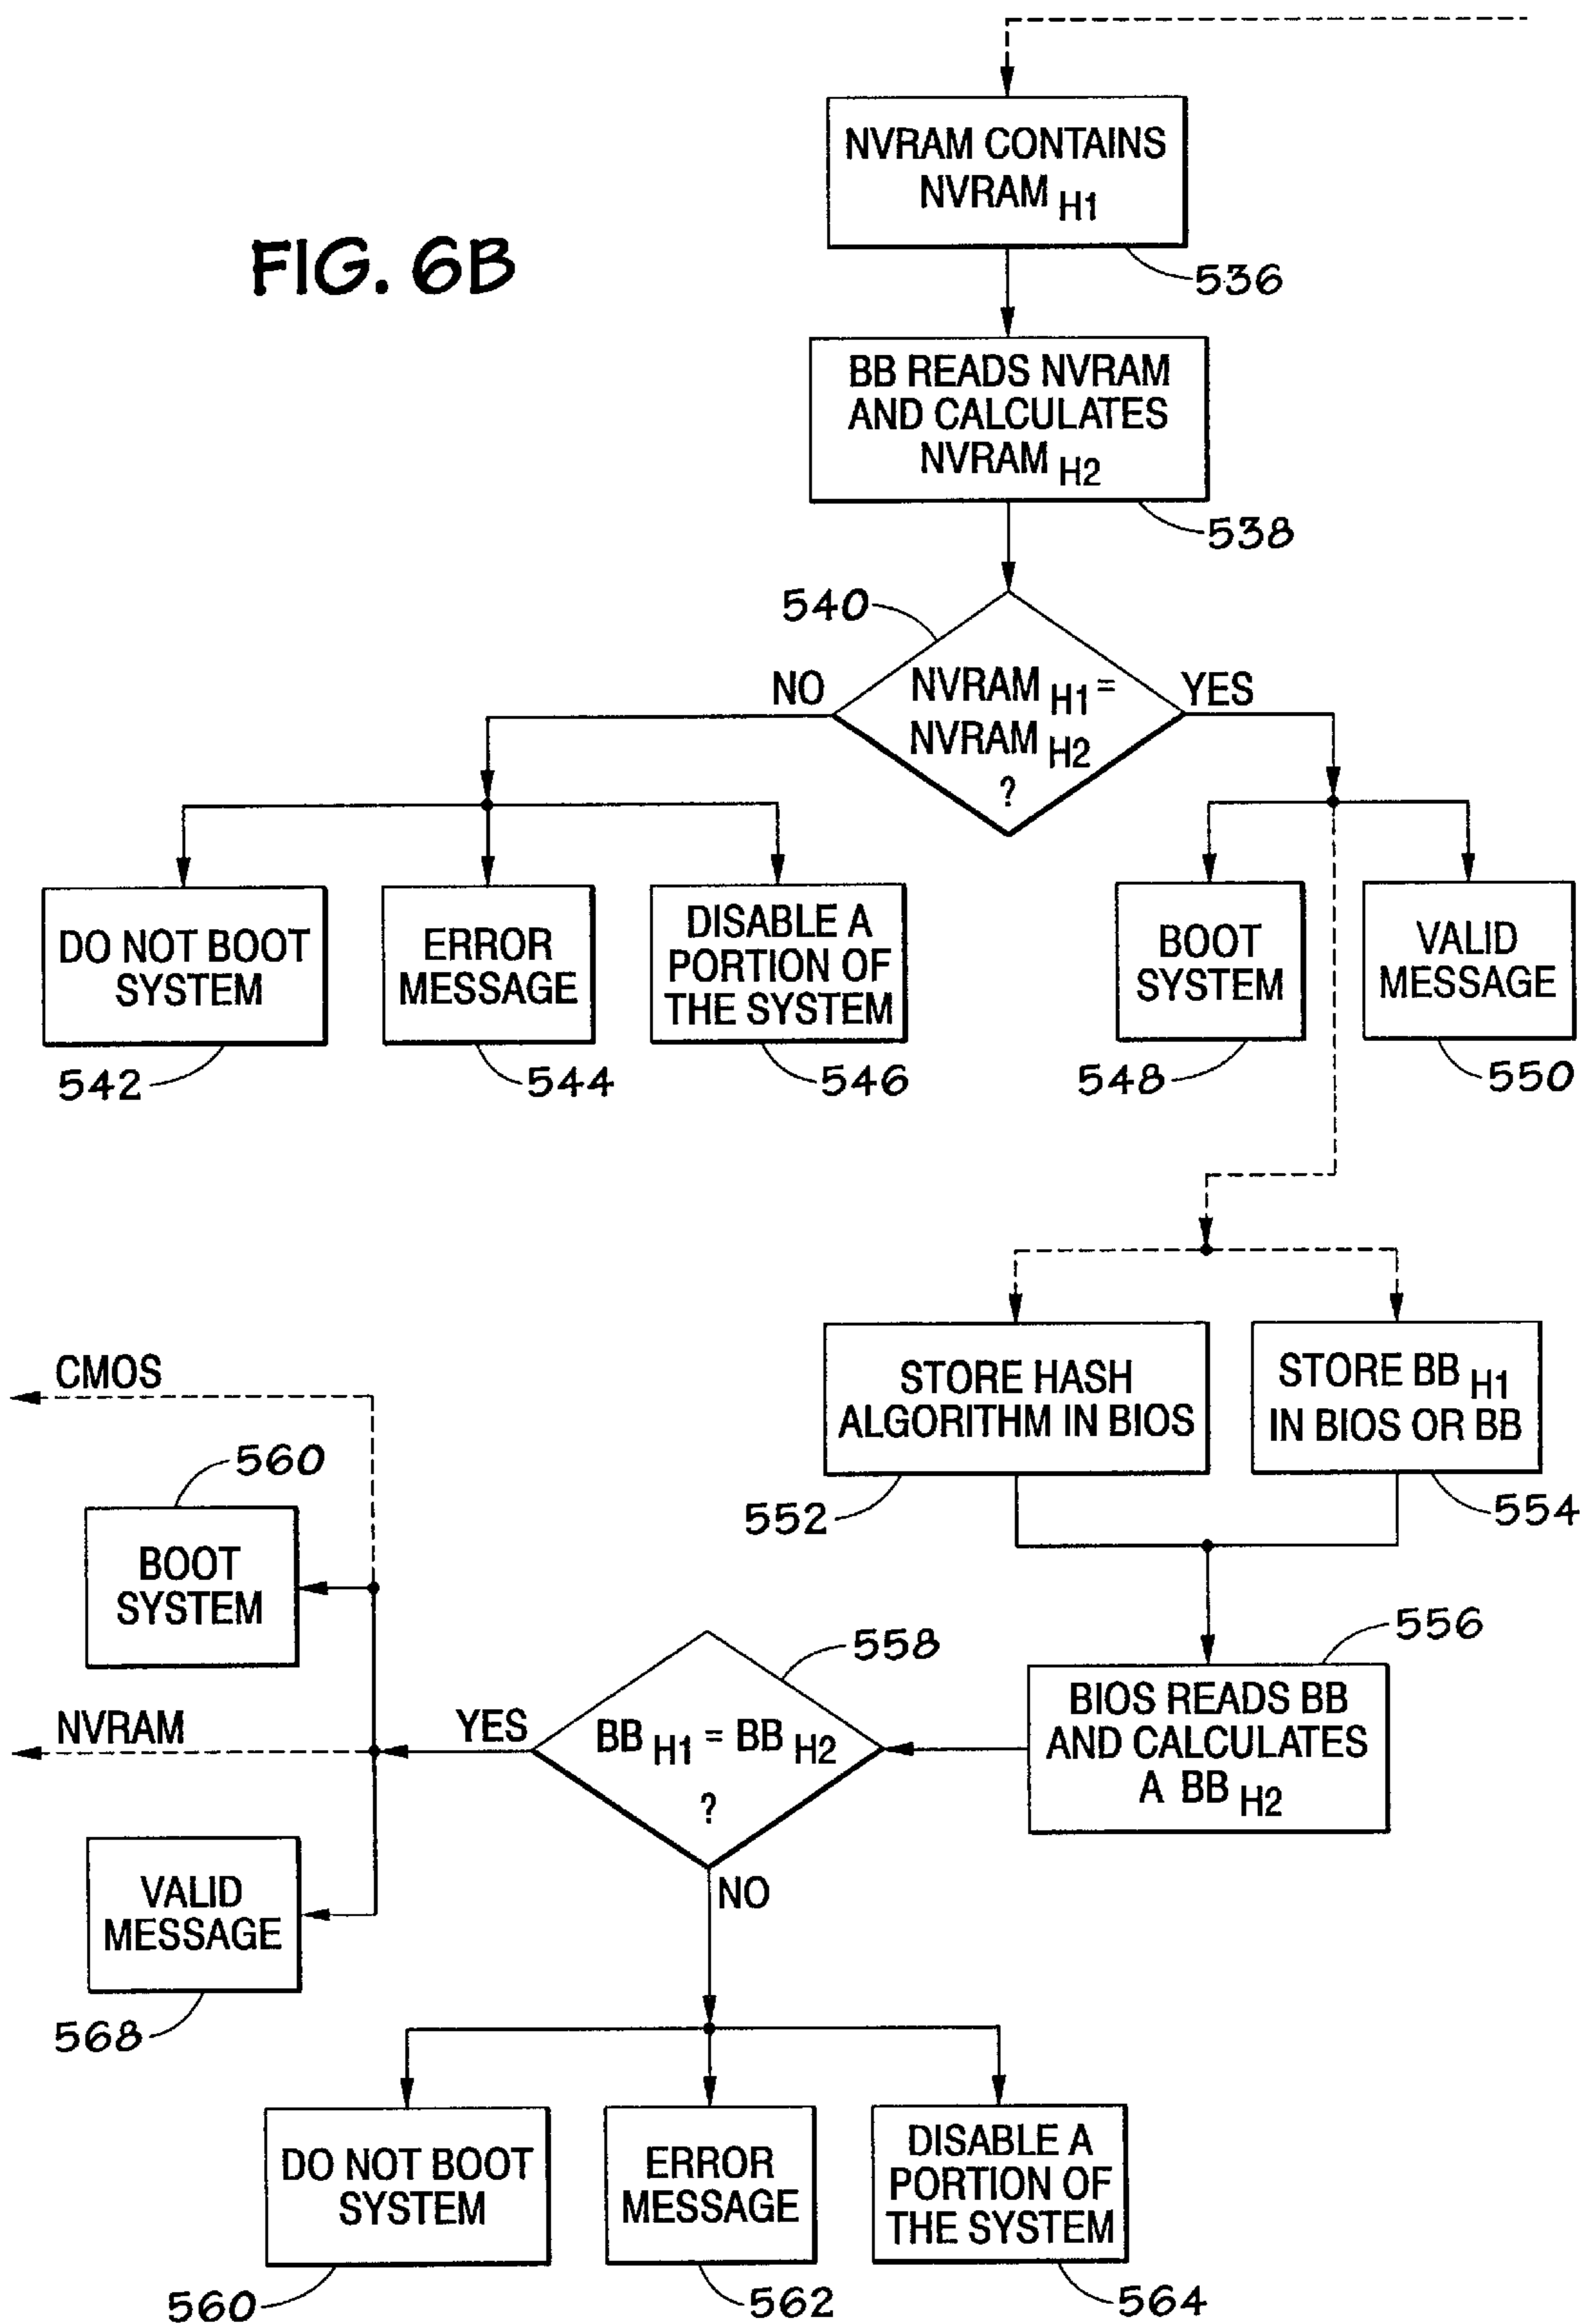 FIG. 6B
NVRAM CONTAINS
NVRAM H1
536
BB READS NVRAM
AND CALCULATES
NVRAM H2
538
540
NO
NVRAM H1 =
NVRAM H2
?
YES
DO NOT BOOT
SYSTEM
542
ERROR
MESSAGE
544
DISABLE A
PORTION OF
THE SYSTEM
546
BOOT
SYSTEM
548
VALID
MESSAGE
550
STORE HASH
ALGORITHM IN BIOS
552
STORE BB H1
IN BIOS OR BB
554
CMOS
560
BOOT
SYSTEM
556
BIOS READS BB
AND CALCULATES
A BB H2
558
BB H1 = BB H2
?
YES
NVRAM
VALID
MESSAGE
568
NO
DO NOT BOOT
SYSTEM
560
ERROR
MESSAGE
562
DISABLE A
PORTION OF
THE SYSTEM
564